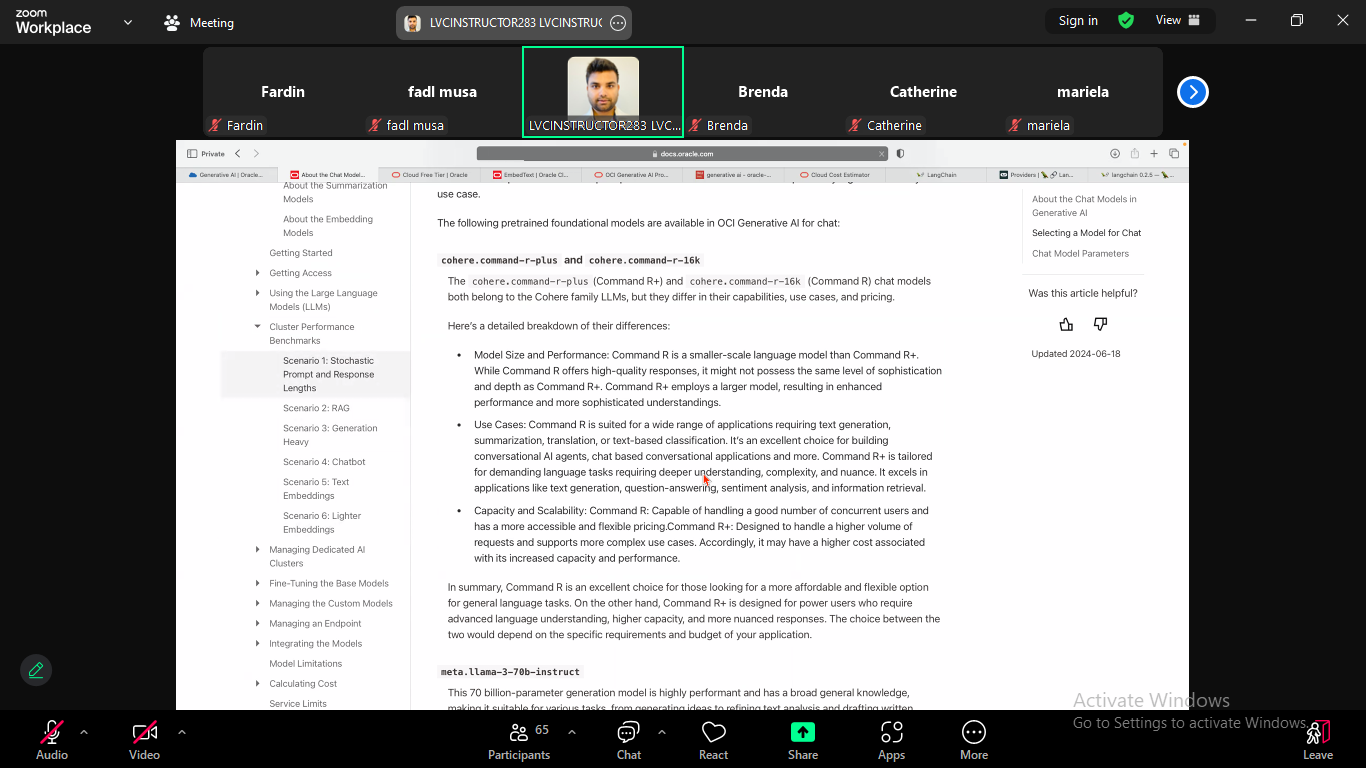 zoom
Workplace
Meeting
LVCINSTRUCTOR283 LVCINSTRUC
Sign in
View
Fardin
fadl musa
Brenda
Catherine
mariela
Fardin
fadl musa
LVCINSTRUCTOR283 LVC...
Brenda
Catherine
mariela
Private
docs.oracle.com
Generative AI | Oracle...
About the Chat Model...
Cloud Free Tier | Oracle
EmbedText | Oracle Cl...
OCI Generative AI Pro...
generative ai - oracle-...
Cloud Cost Estimator
LangChain
Providers | 🦜🔗 Lan...
langchain 0.2.5 — 🦜...
About the Summarization
Models
About the Embedding
Models
Getting Started
Getting Access
Using the Large Language
Models (LLMs)
Cluster Performance
Benchmarks
Scenario 1: Stochastic
Prompt and Response
Lengths
Scenario 2: RAG
Scenario 3: Generation
Heavy
Scenario 4: Chatbot
Scenario 5: Text
Embeddings
Scenario 6: Lighter
Embeddings
Managing Dedicated AI
Clusters
Fine-Tuning the Base Models
Managing the Custom Models
Managing an Endpoint
Integrating the Models
Model Limitations
Calculating Cost
Service Limits
use case.
The following pretrained foundational models are available in OCI Generative AI for chat:
cohere.command-r-plus and cohere.command-r-16k
The cohere.command-r-plus (Command R+) and cohere.command-r-16k (Command R) chat models
both belong to the Cohere family LLMs, but they differ in their capabilities, use cases, and pricing.
Here's a detailed breakdown of their differences:
• Model Size and Performance: Command R is a smaller-scale language model than Command R+.
While Command R offers high-quality responses, it might not possess the same level of sophistication
and depth as Command R+. Command R+ employs a larger model, resulting in enhanced
performance and more sophisticated understandings.
• Use Cases: Command R is suited for a wide range of applications requiring text generation,
summarization, translation, or text-based classification. It's an excellent choice for building
conversational AI agents, chat based conversational applications and more. Command R+ is tailored
for demanding language tasks requiring deeper understanding, complexity, and nuance. It excels in
applications like text generation, question-answering, sentiment analysis, and information retrieval.
• Capacity and Scalability: Command R: Capable of handling a good number of concurrent users and
has a more accessible and flexible pricing.Command R+: Designed to handle a higher volume of
requests and supports more complex use cases. Accordingly, it may have a higher cost associated
with its increased capacity and performance.
In summary, Command R is an excellent choice for those looking for a more affordable and flexible option
for general language tasks. On the other hand, Command R+ is designed for power users who require
advanced language understanding, higher capacity, and more nuanced responses. The choice between the
two would depend on the specific requirements and budget of your application.
meta.llama-3-70b-instruct
This 70 billion-parameter generation model is highly performant and has a broad general knowledge,
making it suitable for various tasks, from generating ideas to refining text analysis and drafting written
About the Chat Models in
Generative AI
Selecting a Model for Chat
Chat Model Parameters
Was this article helpful?
Updated 2024-06-18
Activate Windows
Go to Settings to activate Windows.
Audio
Video
65
Participants
Chat
React
Share
Apps
More
Leave